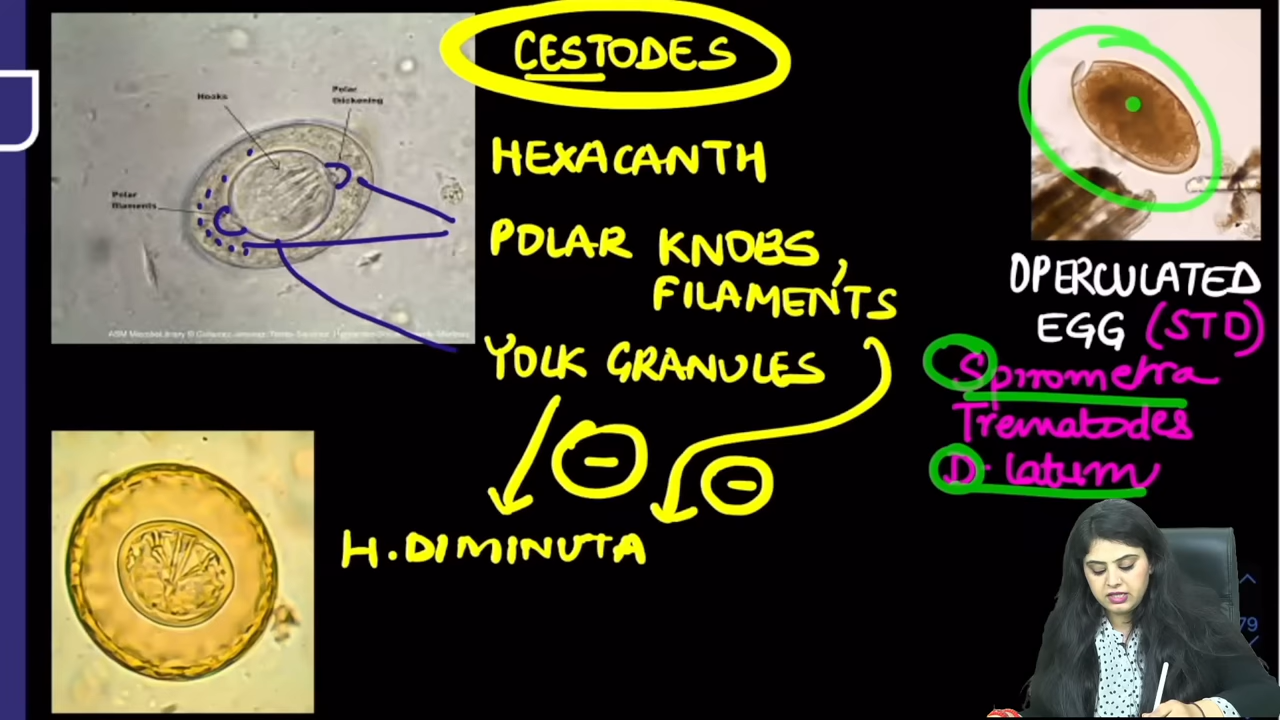 CESTODES
Hooks
Polar
thickening
Polar
filaments
HEXACANTH
POLAR KNOBS,
FILAMENTS
YOLK GRANULES
H. DIMINUTA
OPERCULATED
EGG (STD)
Spirometra
Trematodes
D. latum
79